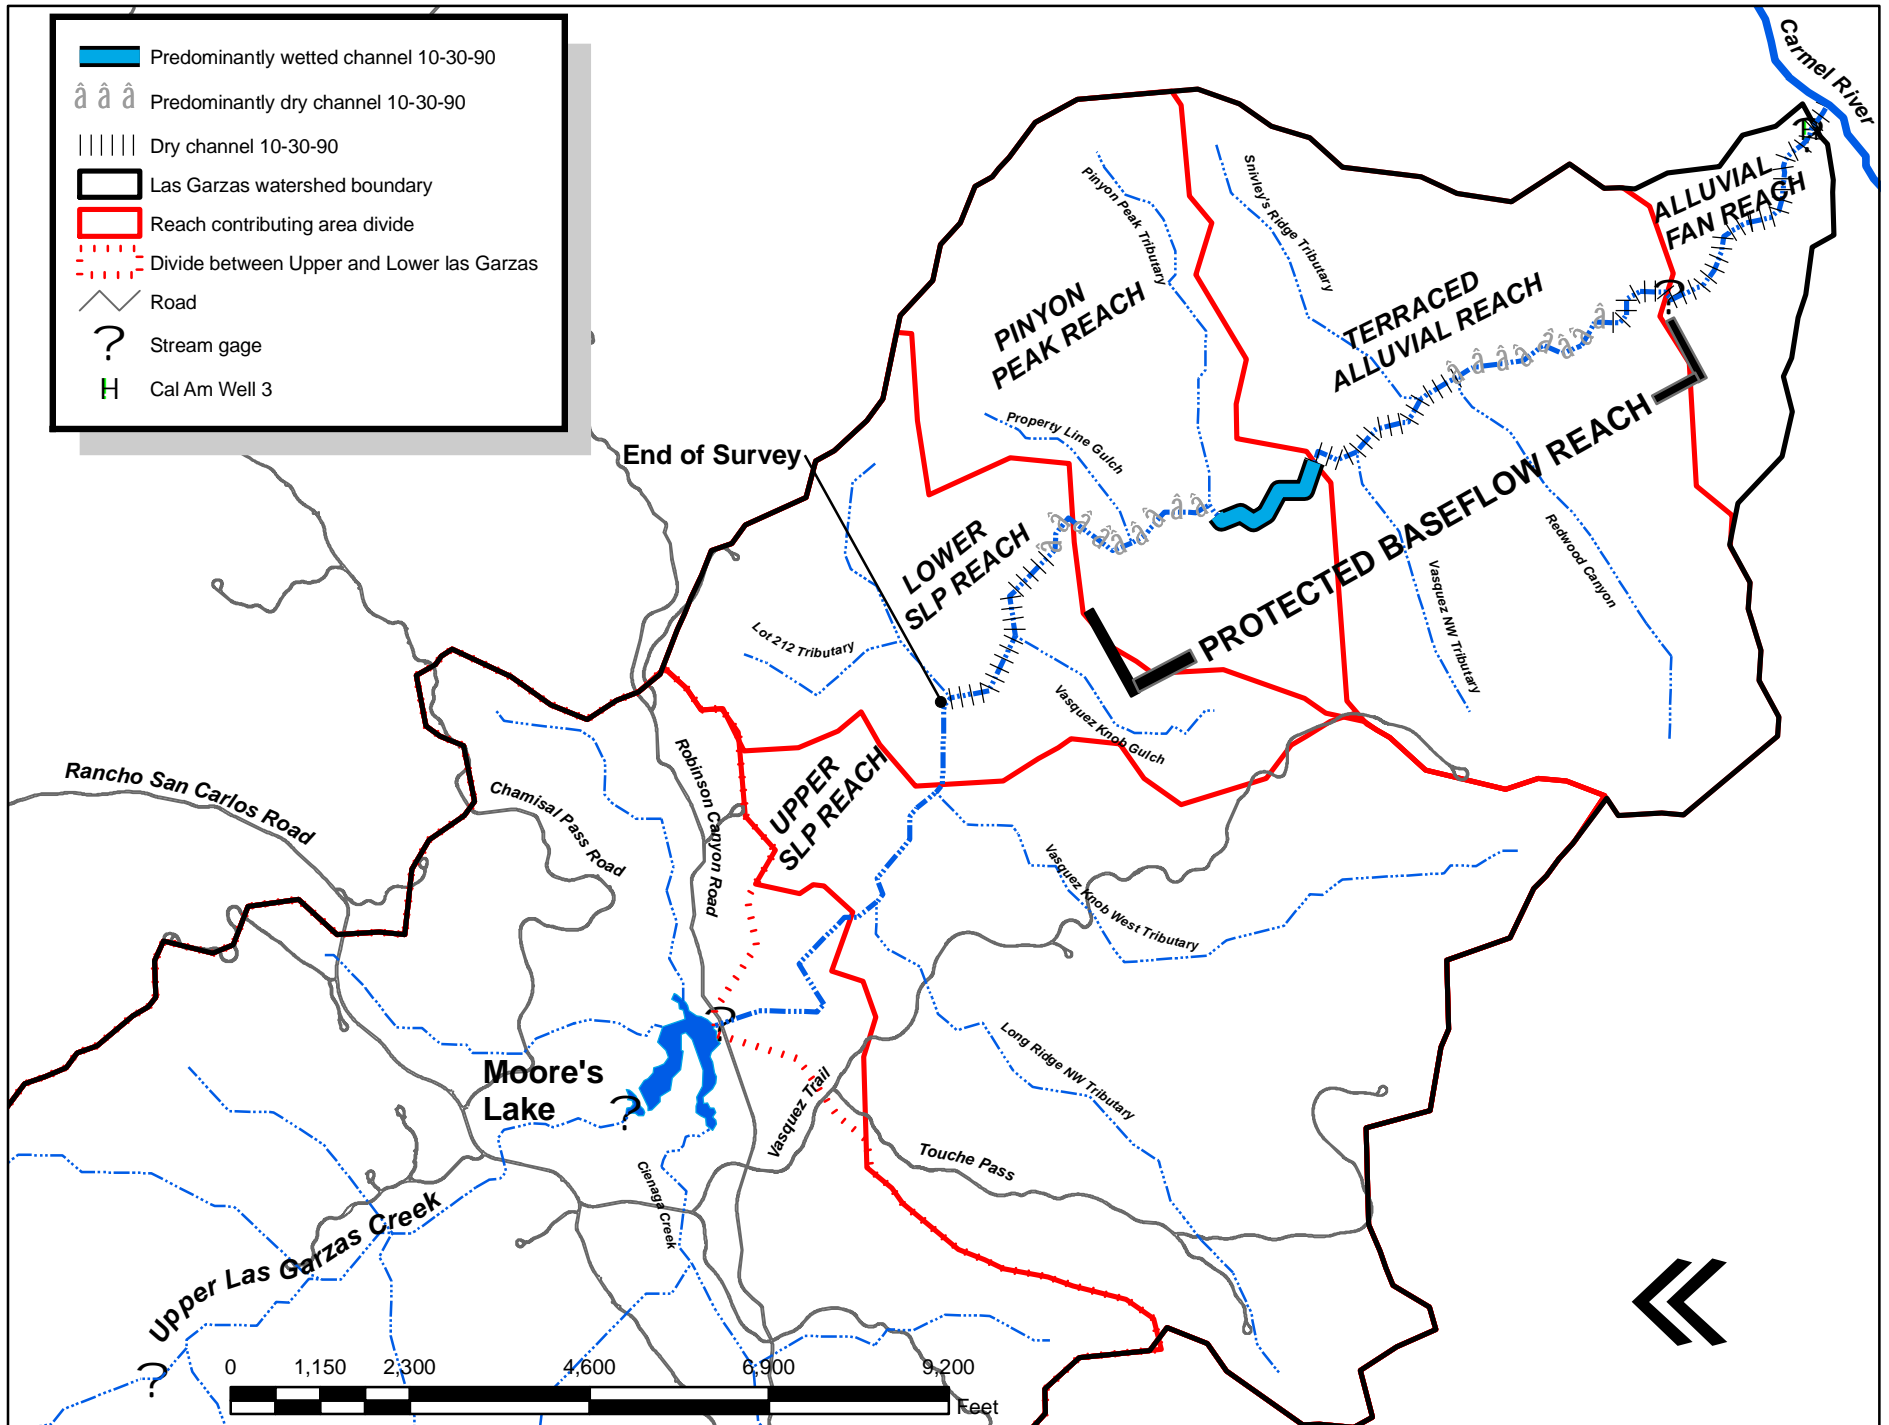 Predominantly wetted channel 10-30-90
â â â Predominantly dry channel 10-30-90
Dry channel 10-30-90
Las Garzas watershed boundary
Reach contributing area divide
Divide between Upper and Lower las Garzas
Road
? Stream gage
H Cal Am Well 3
Carmel River
ALLUVIAL
FAN REACH
Pinyon Peak Tributary
Snivley's Ridge Tributary
PINYON
PEAK REACH
TERRACED
ALLUVIAL REACH
Property Line Gulch
End of Survey
PROTECTED BASEFLOW REACH
LOWER
SLP REACH
Redwood Canyon
Vasquez NW Tributary
Lot 212 Tributary
Vasquez Knob Gulch
Rancho San Carlos Road
Chamisal Pass Road
Robinson Canyon Road
UPPER
SLP REACH
Vasquez Knob West Tributary
Long Ridge NW Tributary
Moore's
Lake
Vasquez Trail
Touche Pass
Cienaga Creek
Upper Las Garzas Creek
0 1,150 2,300 4,600 6,900 9,200
Feet